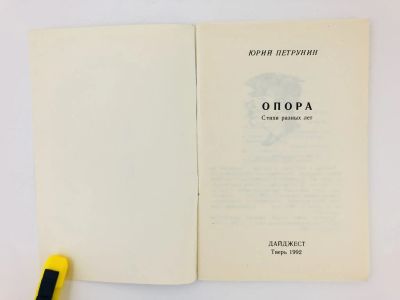 ЮРИЙ ПЕТРУНИН
ОПОРА
Стихи разных лет
ДАЙДЖЕСТ
Тверь 1992